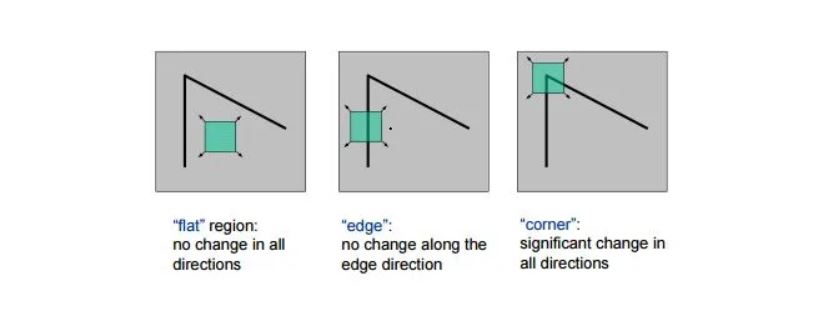 “flat” region:
no change in all
directions
“edge”:
no change along the
edge direction
“corner”:
significant change in
all directions